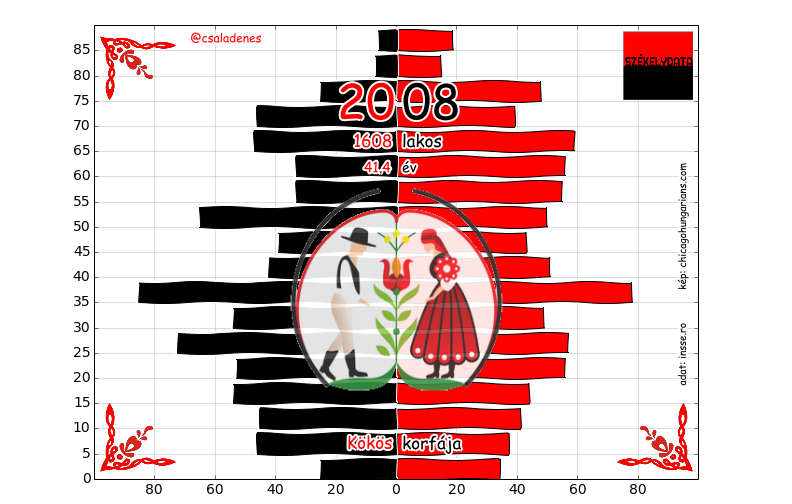 @csaladenes
SZÉKELYDATA
2008
1608 lakos
41,4 év
kép: chicagohungarians.com
adat: insse.ro
Kökös korfája
85
80
75
70
65
60
55
50
45
40
35
30
25
20
15
10
5
0
80 60 40 20 0 20 40 60 80